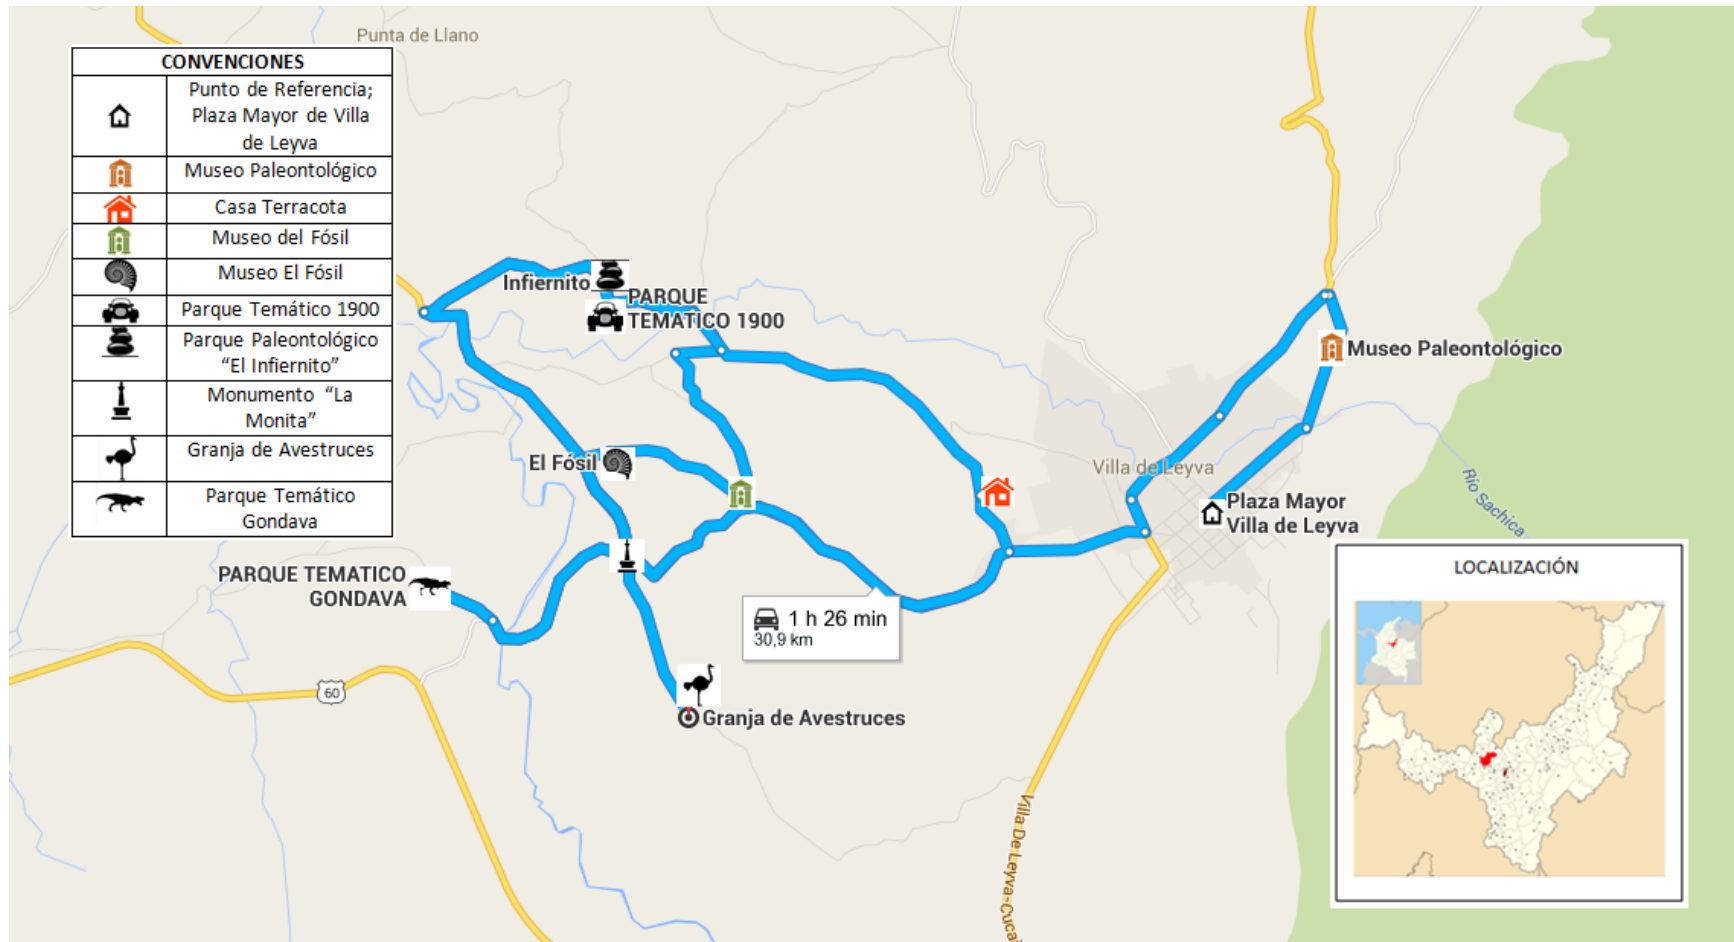 Punta de Llano
CONVENCIONES
Punto de Referencia;
Plaza Mayor de Villa
de Leyva
Museo Paleontológico
Casa Terracota
Museo del Fósil
Museo El Fósil
Parque Temático 1900
Parque Paleontológico
“El Infiernito”
Monumento “La
Monita”
Granja de Avestruces
Parque Temático
Gondava
Infiernito
PARQUE
TEMATICO 1900
Museo Paleontológico
El Fósil
Villa de Leyva
Plaza Mayor
Villa de Leyva
Río Sachica
PARQUE TEMATICO
GONDAVA
1 h 26 min
30,9 km
60
Granja de Avestruces
Villa De Leyva-Cucai
LOCALIZACIÓN